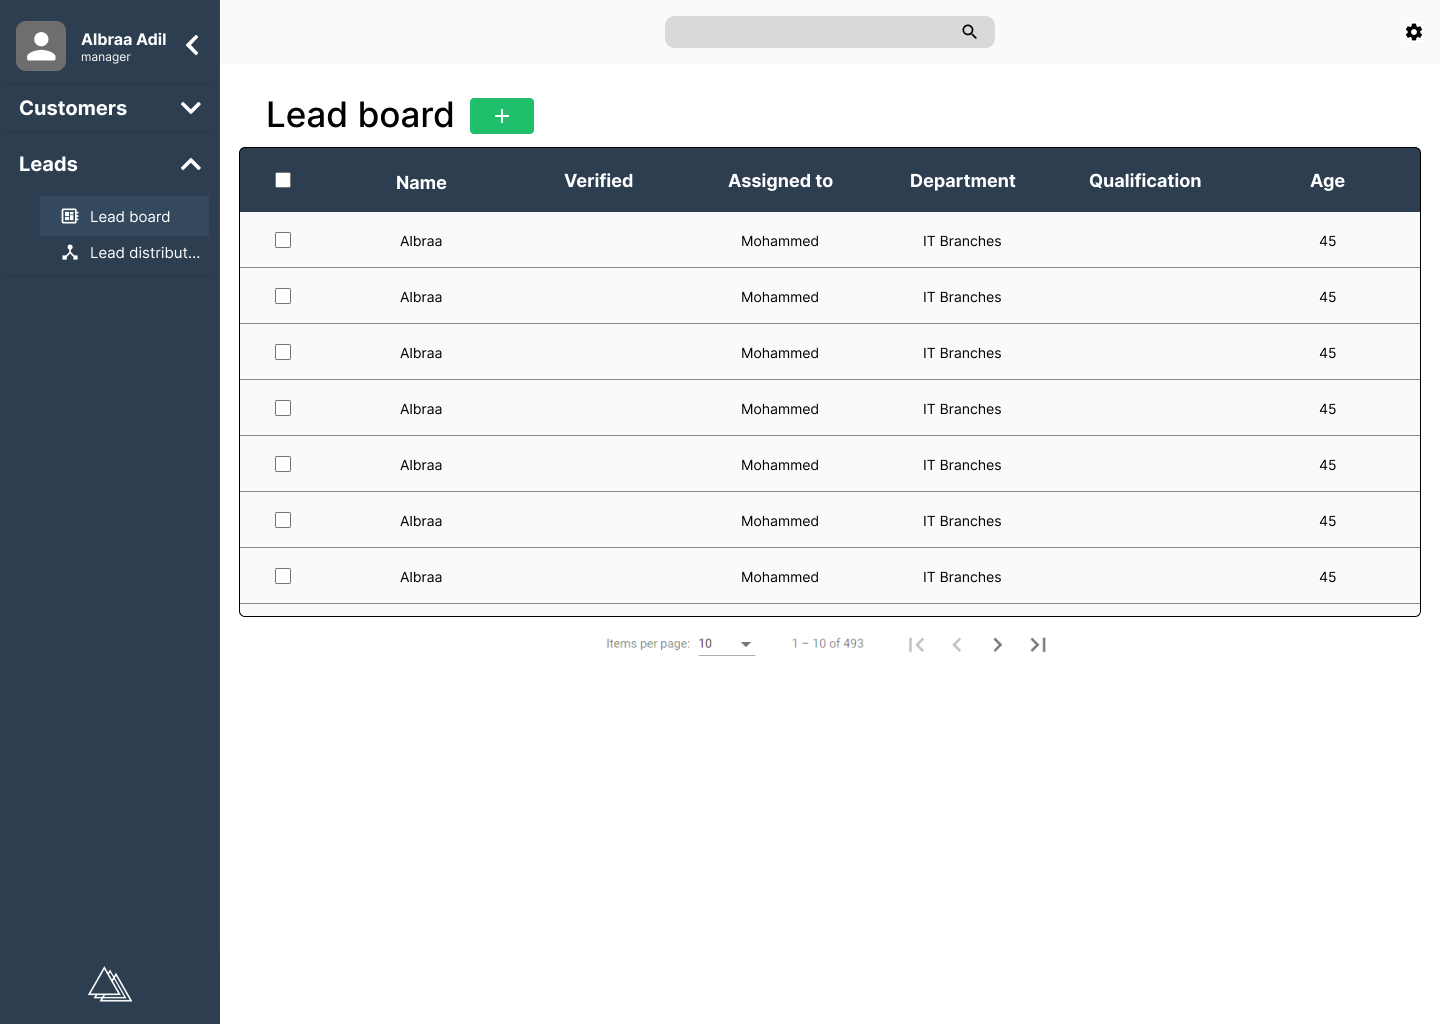 Albraa Adil
manager
Customers
Leads
Lead board
Lead distribut...
Lead board
Name Verified Assigned to Department Qualification Age
Albraa Mohammed IT Branches 45
Albraa Mohammed IT Branches 45
Albraa Mohammed IT Branches 45
Albraa Mohammed IT Branches 45
Albraa Mohammed IT Branches 45
Albraa Mohammed IT Branches 45
Albraa Mohammed IT Branches 45
Items per page: 10 1 – 10 of 493